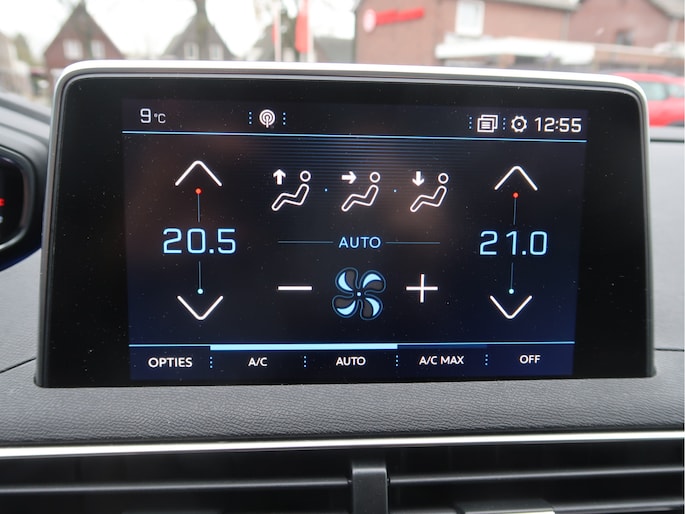 9°C 12:55
20.5 AUTO 21.0
OPTIES A/C AUTO A/C MAX OFF